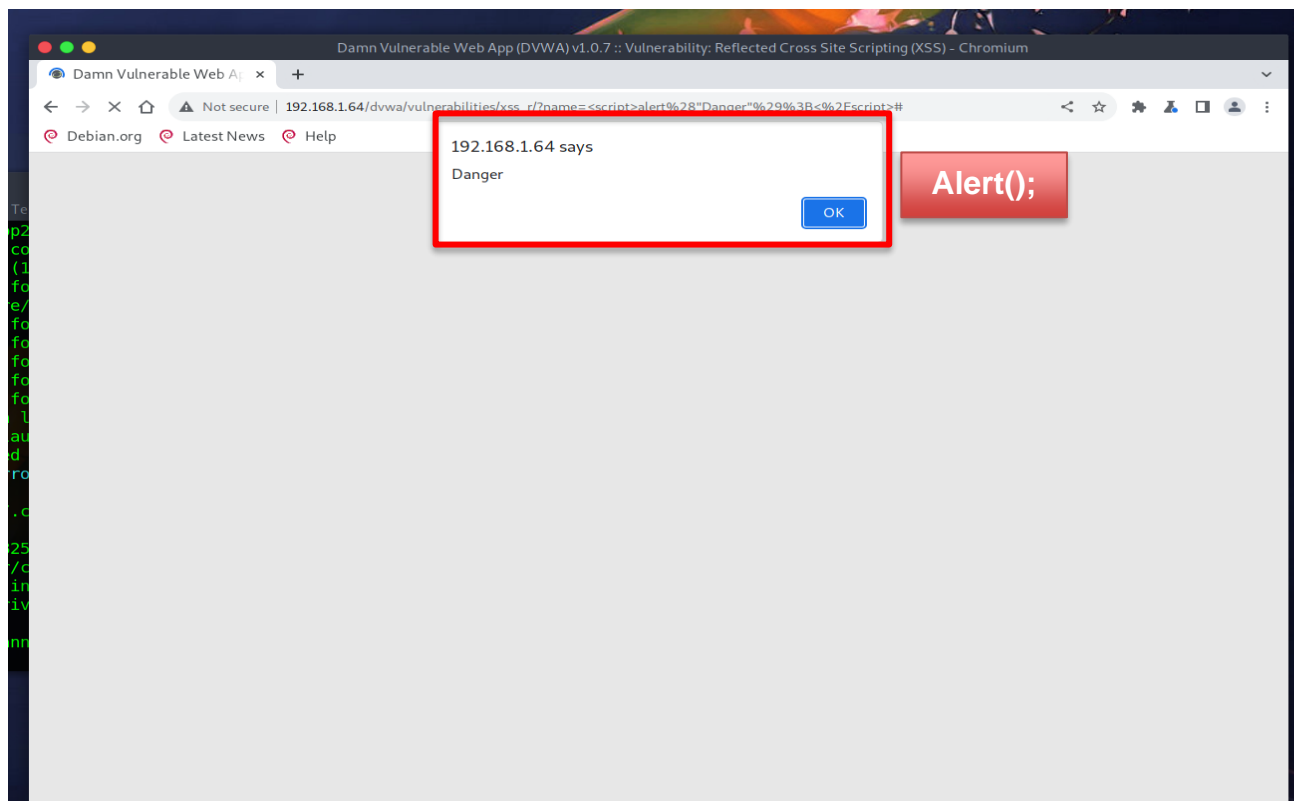 Damn Vulnerable Web App (DVWA) v1.0.7 :: Vulnerability: Reflected Cross Site Scripting (XSS) - Chromium
Damn Vulnerable Web Ap
Not secure | 192.168.1.64/dvwa/vulnerabilities/xss_r/?name=<script>alert%28"Danger"%29%3B<%2Fscript>#
Debian.org Latest News Help
192.168.1.64 says
Danger
OK
Alert();